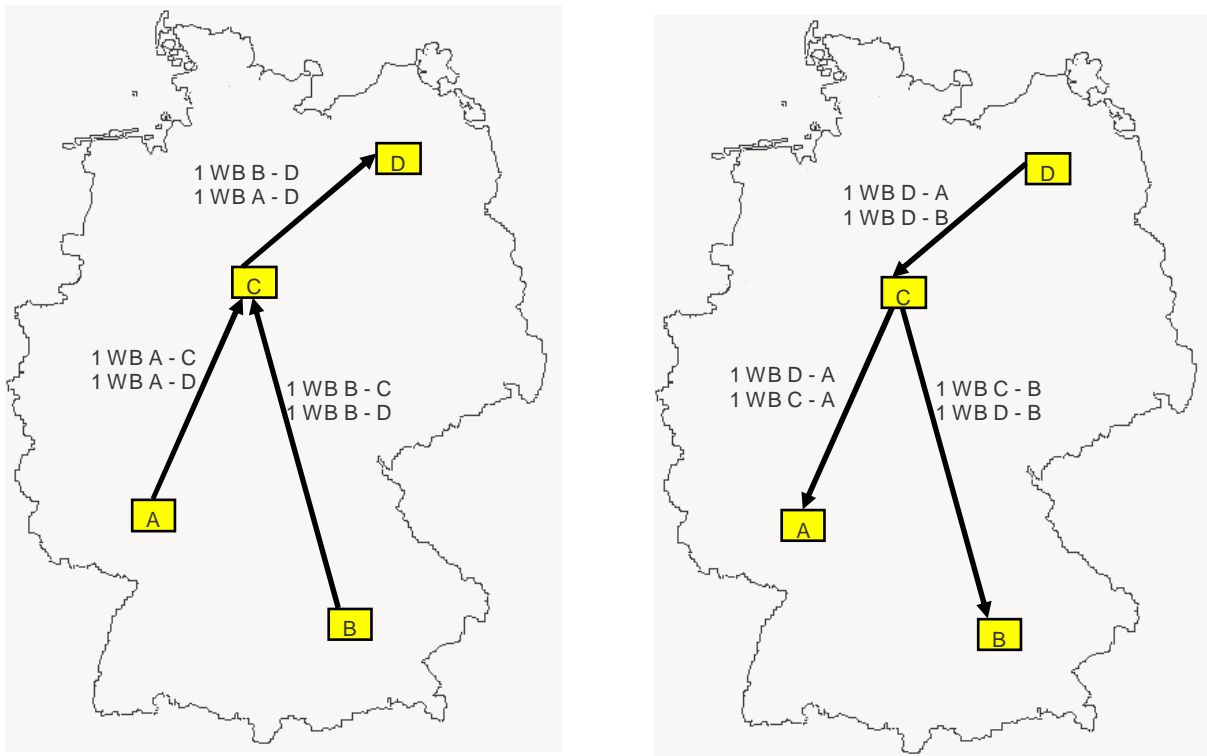 D
1 WB B - D
1 WB A - D
C
1 WB A - C
1 WB A - D
1 WB B - C
1 WB B - D
A
B
D
1 WB D - A
1 WB D - B
C
1 WB D - A
1 WB C - A
1 WB C - B
1 WB D - B
A
B